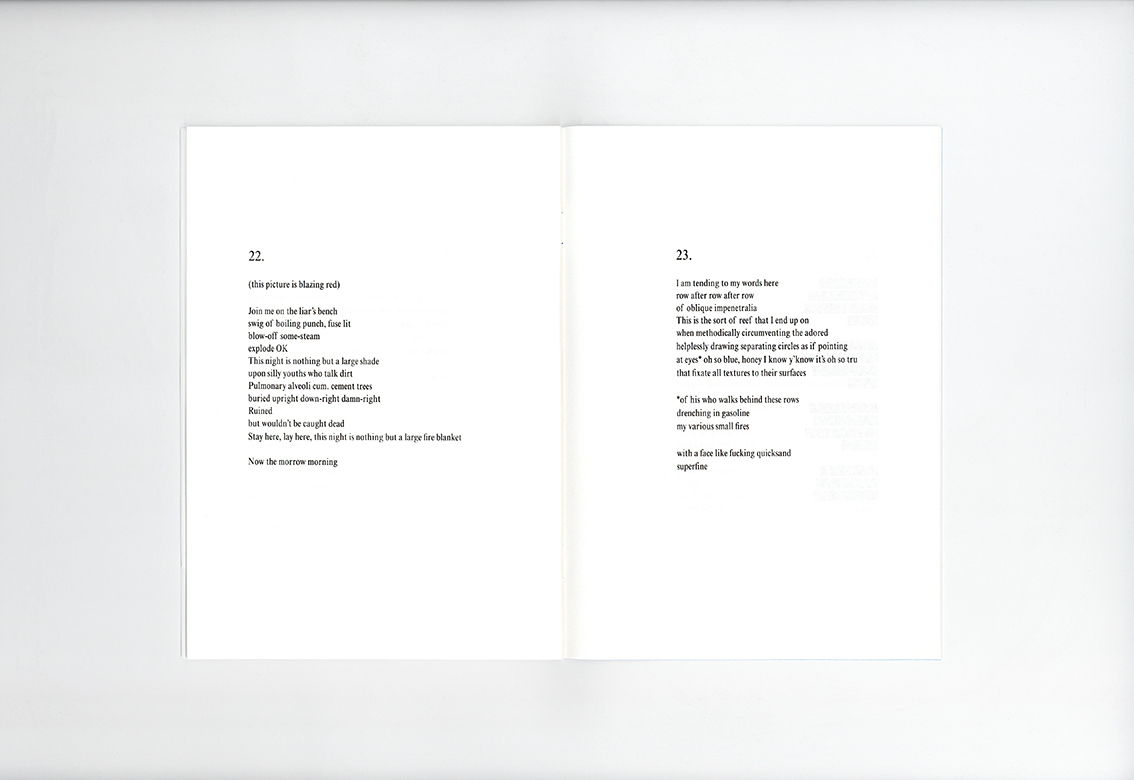 22.
(this picture is blazing red)
Join me on the liar's bench
swig of boiling punch, fuse lit
blow-off some-steam
explode OK
This night is nothing but a large shade
upon silly youths who talk dirt
Pulmonary alveoli cum. cement trees
buried upright down-right damn-right
Ruined
but wouldn't be caught dead
Stay here, lay here, this night is nothing but a large fire blanket
Now the morrow morning
23.
I am tending to my words here
row after row after row
of oblique impenetralia
This is the sort of reef that I end up on
when methodically circumventing the adored
helplessly drawing separating circles as if pointing
at eyes* oh so blue, honey I know y'know it's oh so tru
that fixate all textures to their surfaces
*of his who walks behind these rows
drenching in gasoline
my various small fires
with a face like fucking quicksand
superfine